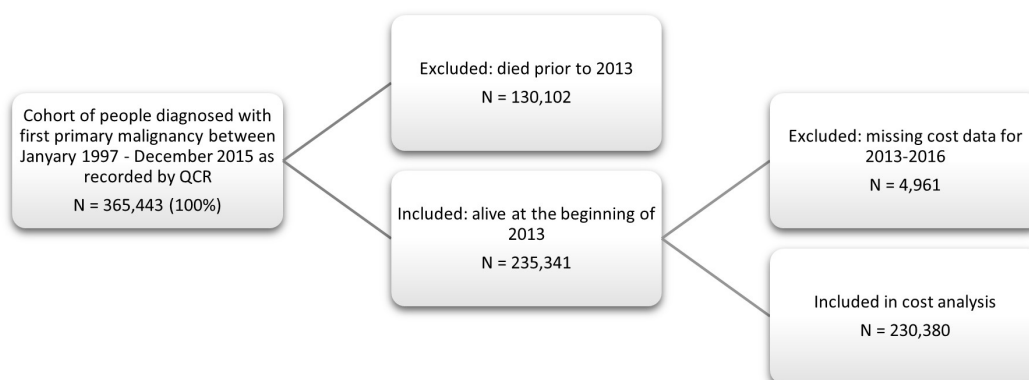 Cohort of people diagnosed with
first primary malignancy between
Janyary 1997 - December 2015 as
recorded by QCR
N = 365,443 (100%)
Excluded: died prior to 2013
N = 130,102
Included: alive at the beginning of
2013
N = 235,341
Excluded: missing cost data for
2013-2016
N = 4,961
Included in cost analysis
N = 230,380